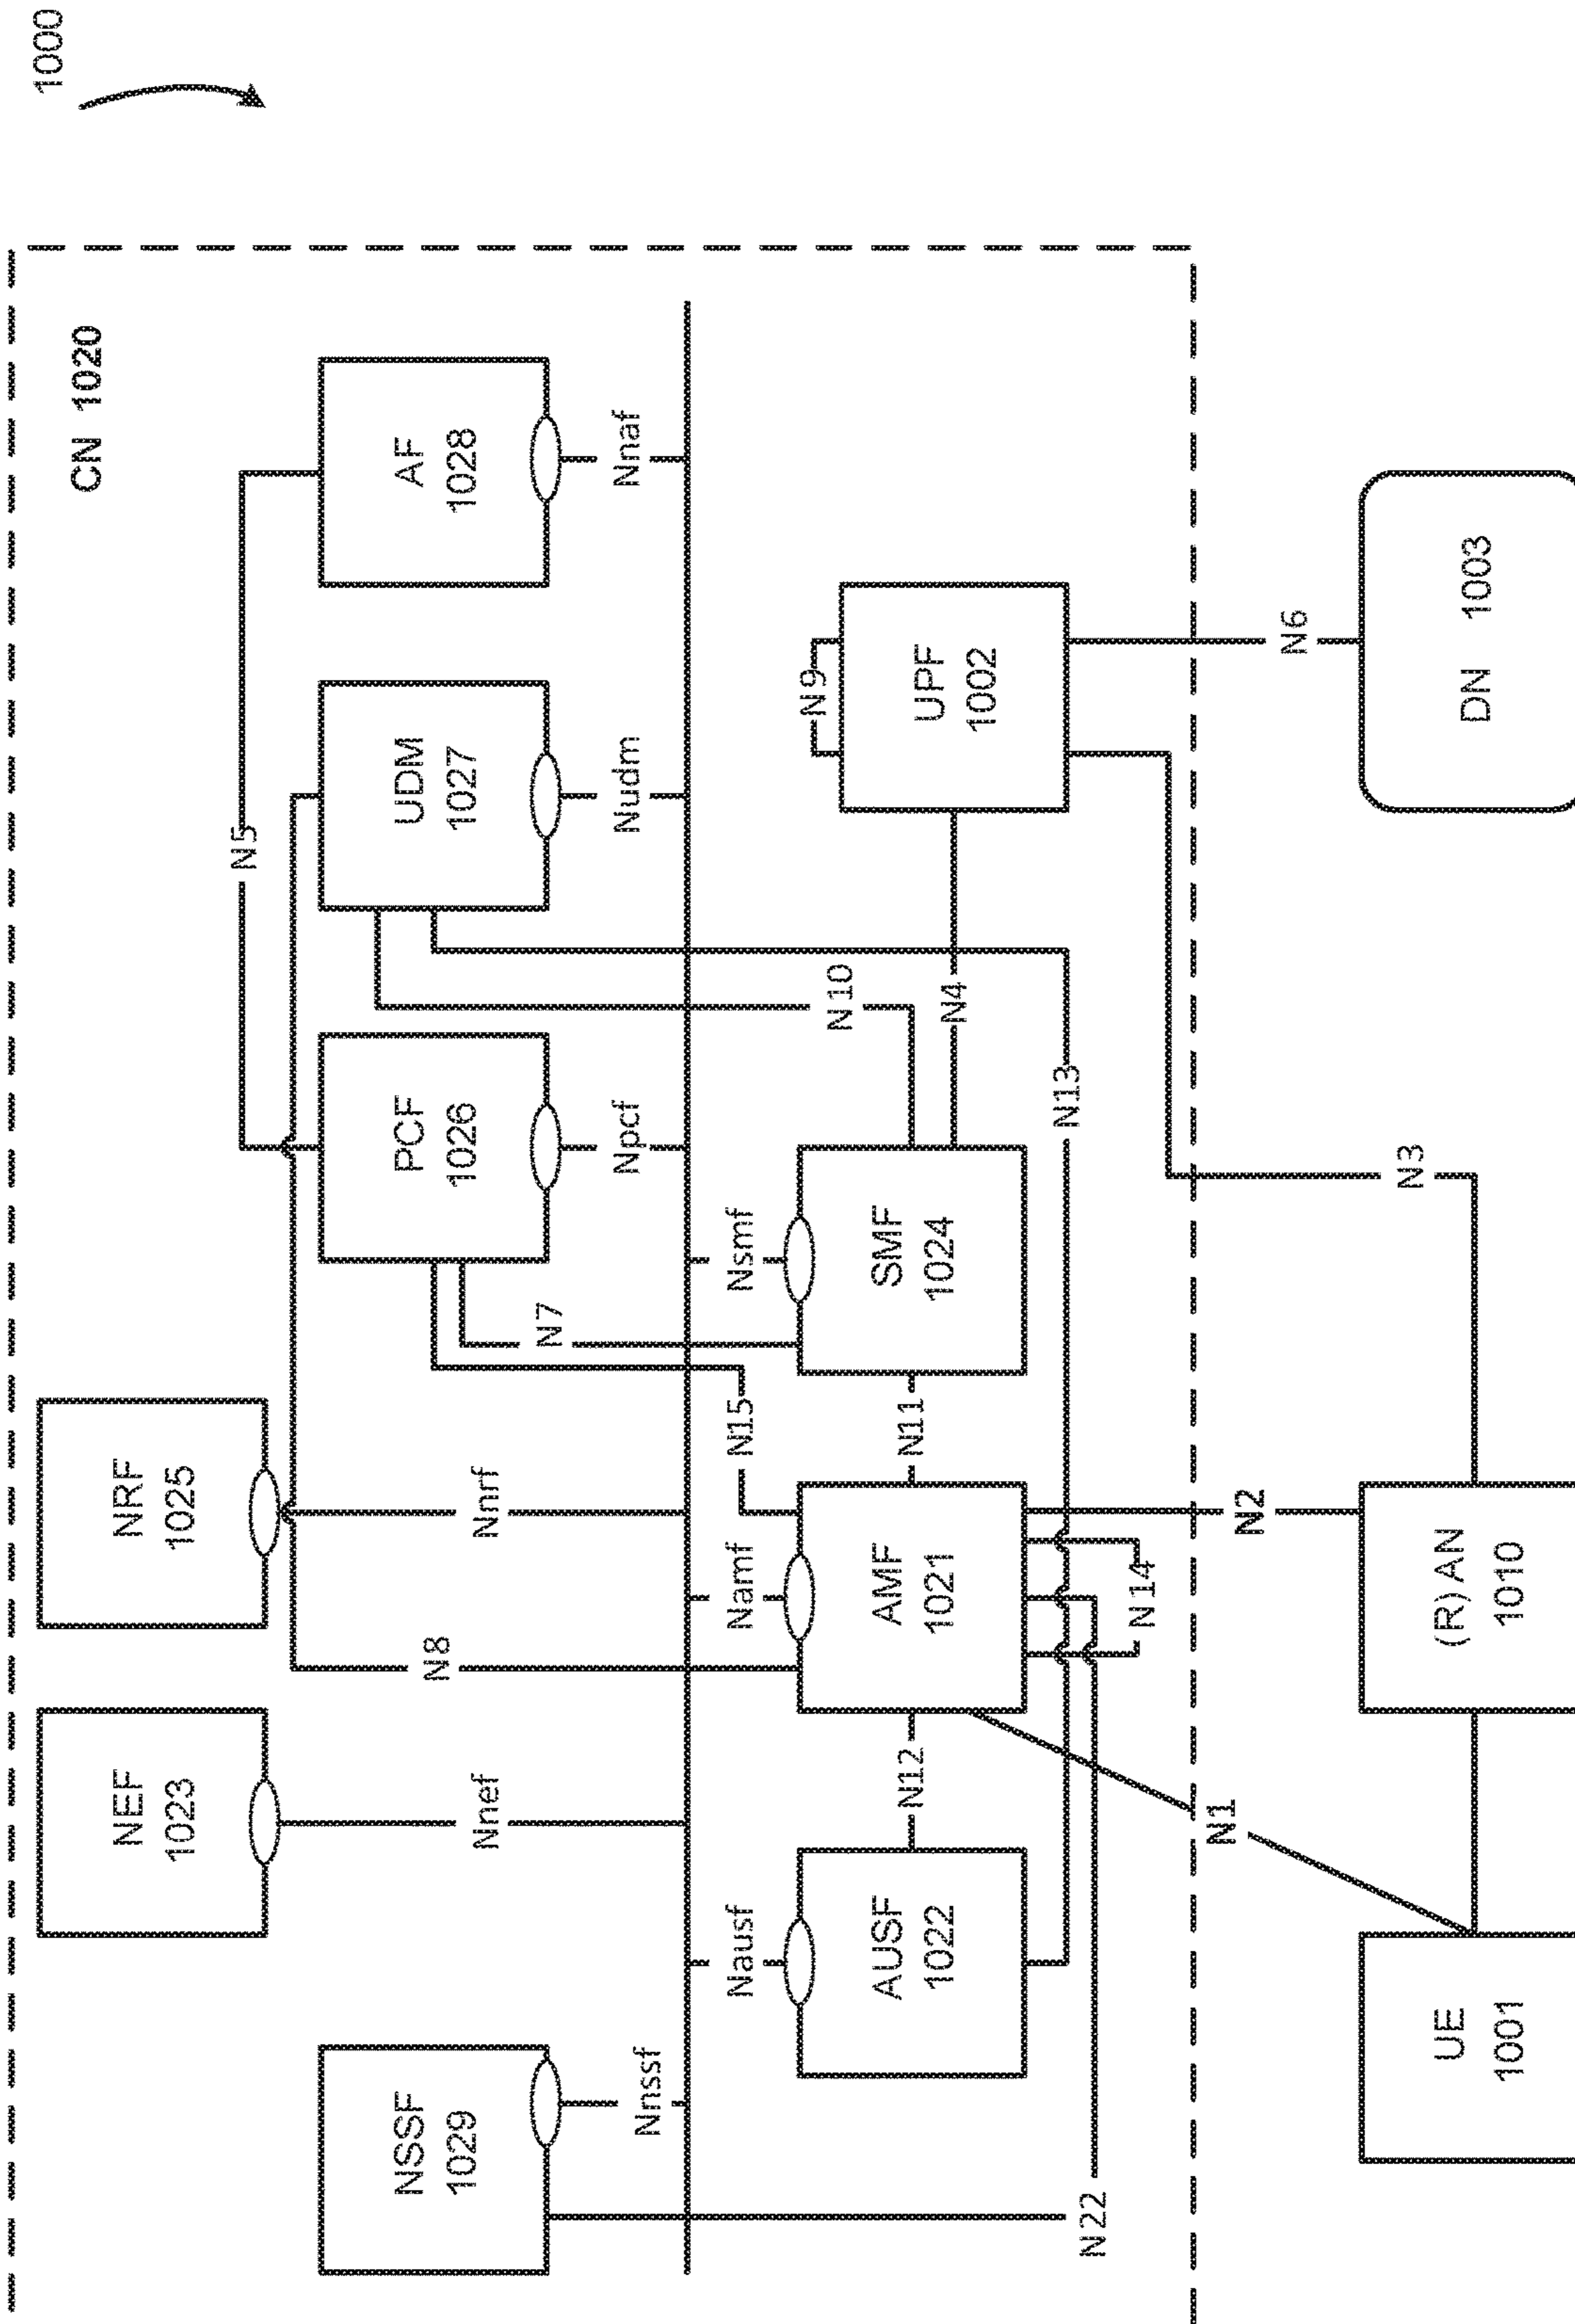 1000
CN 1020
NSSF
1029
NEF
1023
NRF
1025
PCF
1026
UDM
1027
AF
1028
N5
N8
N7
N10
Nnssf
Nnef
Nnrf
Npcf
Nudm
Nnaf
Nausf
Namf
N15
Nsmf
N9
AUSF
1022
N12
AMF
1021
N11
SMF
1024
N4
UPF
1002
N13
N22
N14
N1
N2
N3
N6
UE
1001
(R) AN
1010
DN 1003